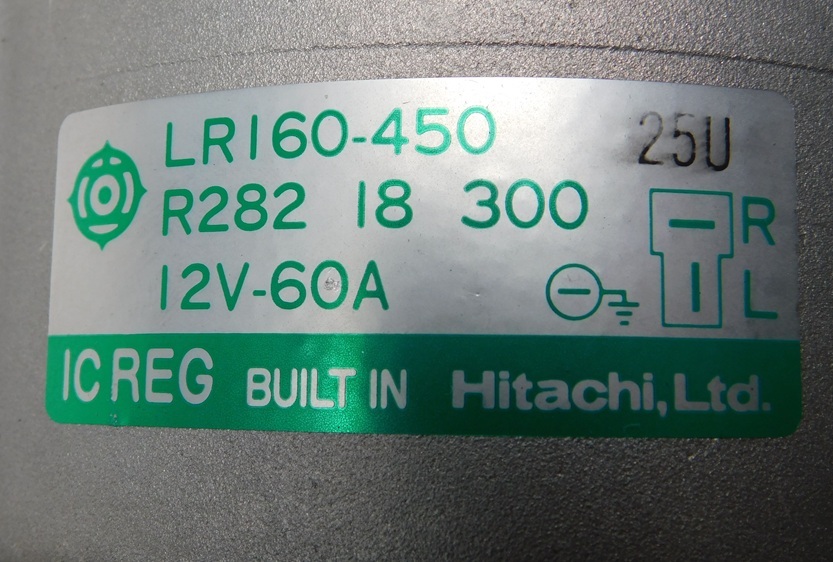 LR160-450 25U
R282 18 300 R
12V-60A L
IC REG BUILT IN Hitachi, Ltd.